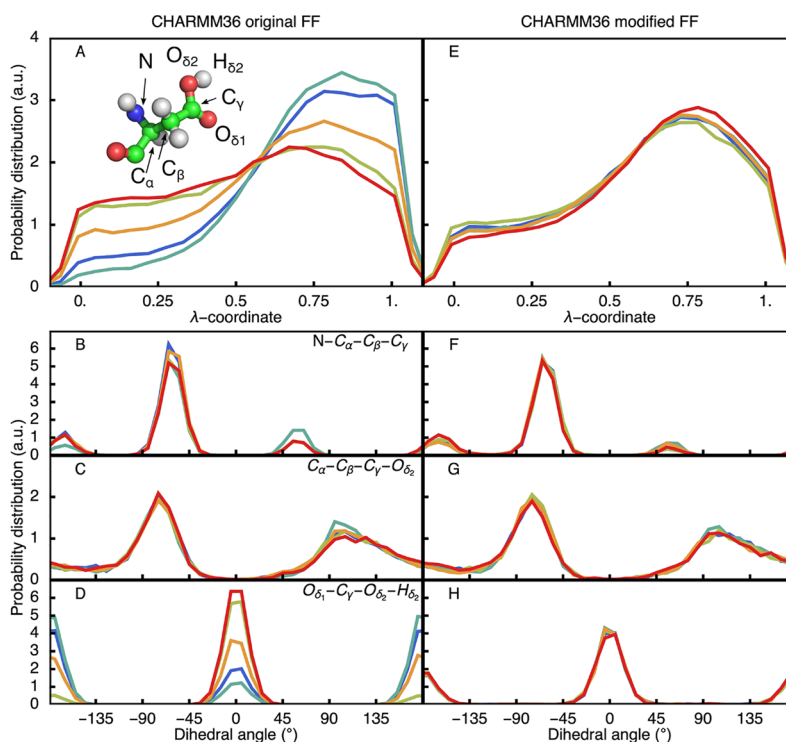 CHARMM36 original FF
CHARMM36 modified FF
Probability distribution (a.u.)
4
3
2
1
0
A
N
Oδ2
Hδ2
Cγ
Oδ1
Cα
Cβ
E
0.
0.25
0.5
0.75
1.
0.
0.25
0.5
0.75
1.
λ−coordinate
λ−coordinate
Probability distribution (a.u.)
6
5
4
3
2
1
0
B
N−Cα−Cβ−Cγ
F
2
1
0
C
Cα−Cβ−Cγ−Oδ2
G
6
5
4
3
2
1
0
D
Oδ1−Cγ−Oδ2−Hδ2
H
−135
−90
−45
0
45
90
135
−135
−90
−45
0
45
90
135
Dihedral angle (°)
Dihedral angle (°)